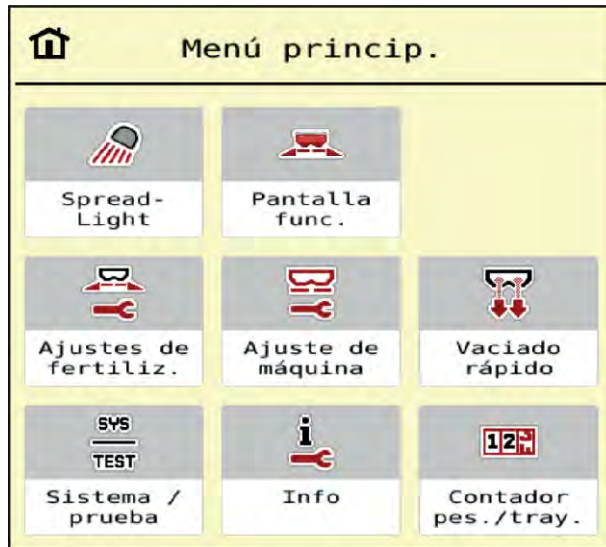 Menú princip.
Spread-
Light
Pantalla
func.
Ajustes de
fertiliz.
Ajuste de
máquina
Vaciado
rápido
SYS
TEST
Sistema /
prueba
i
Info
123
Contador
pes./tray.